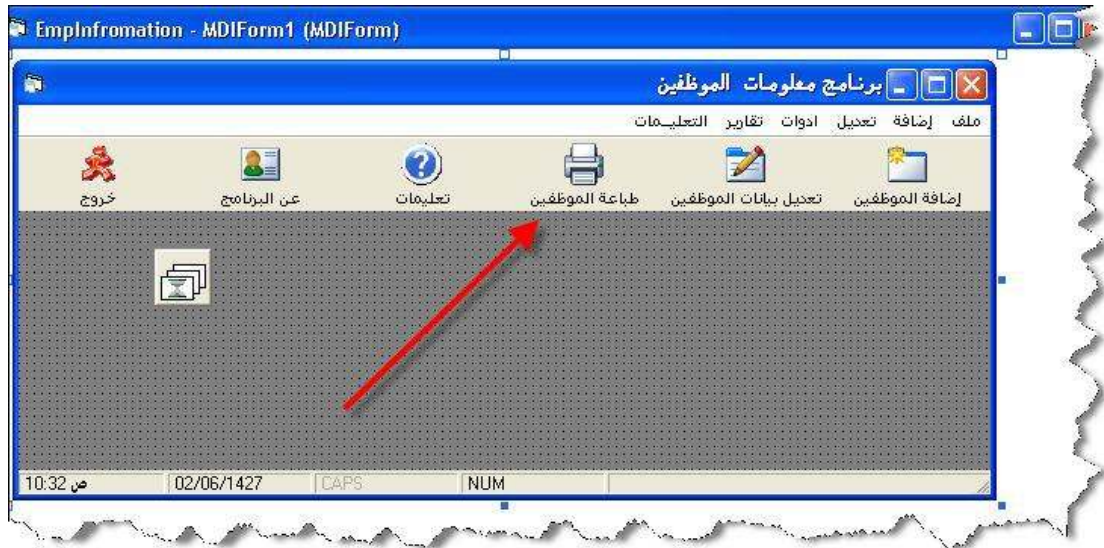 EmpInfromation - MDIForm1 (MDIForm)
برنامج معلومات الموظفين
ملف إضافة تعديل ادوات تقارير التعليـمات
إضافة الموظفين تعديل بيانات الموظفين طباعة الموظفين تعليمات عن البرنامج خروج
10:32 ص 02/06/1427 CAPS NUM